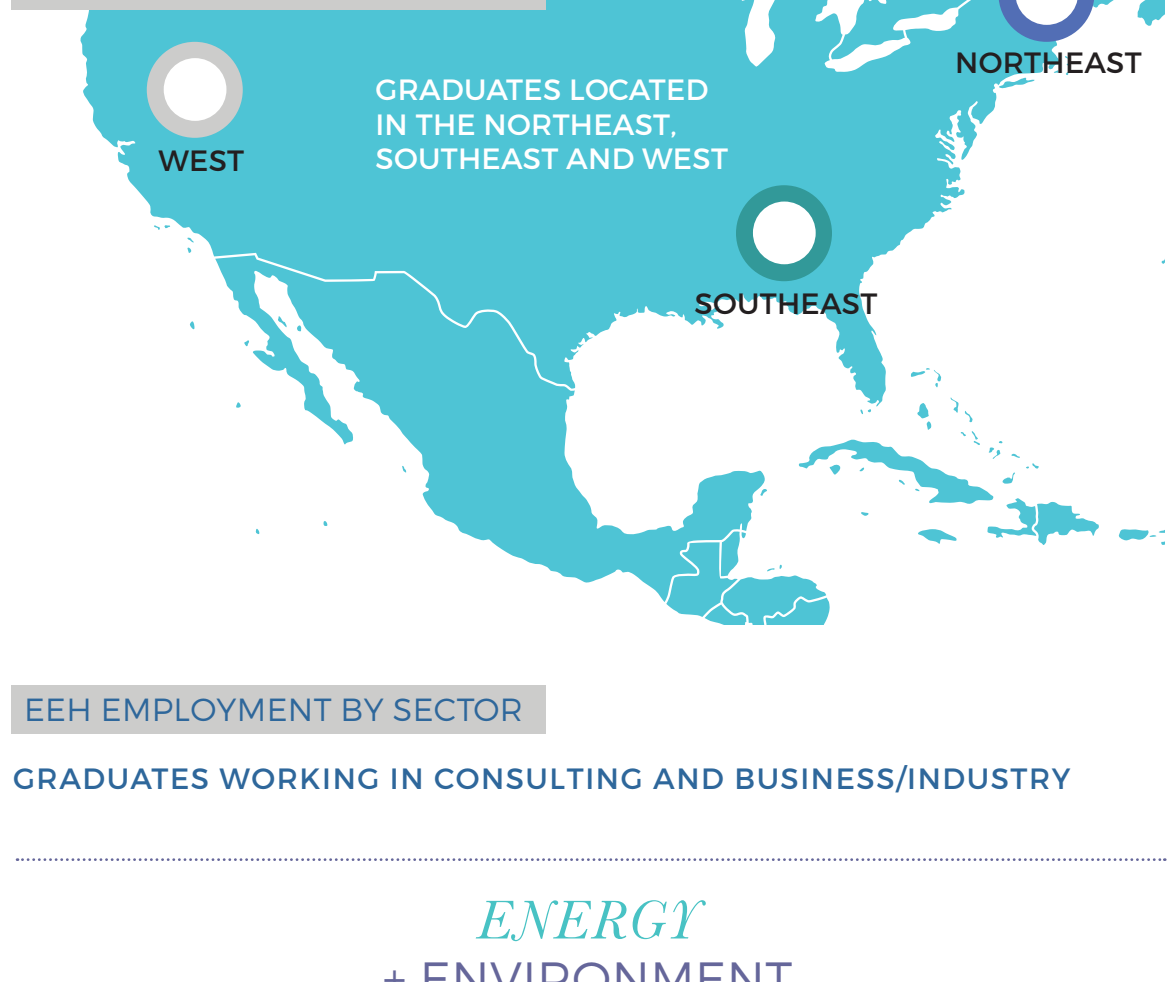 NORTHEAST
WEST
GRADUATES LOCATED
IN THE NORTHEAST,
SOUTHEAST AND WEST
SOUTHEAST
EEH EMPLOYMENT BY SECTOR
GRADUATES WORKING IN CONSULTING AND BUSINESS/INDUSTRY
ENERGY
+ ENVIRONMENT